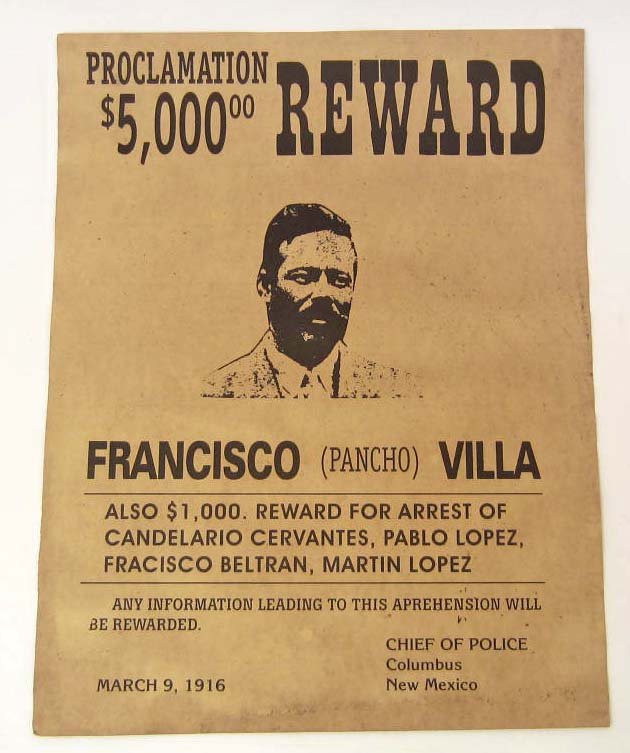 PROCLAMATION
$5,000⁰⁰ REWARD
FRANCISCO (PANCHO) VILLA
ALSO $1,000. REWARD FOR ARREST OF
CANDELARIO CERVANTES, PABLO LOPEZ,
FRACISCO BELTRAN, MARTIN LOPEZ
ANY INFORMATION LEADING TO THIS APREHENSION WILL
BE REWARDED.
CHIEF OF POLICE
Columbus
MARCH 9, 1916 New Mexico